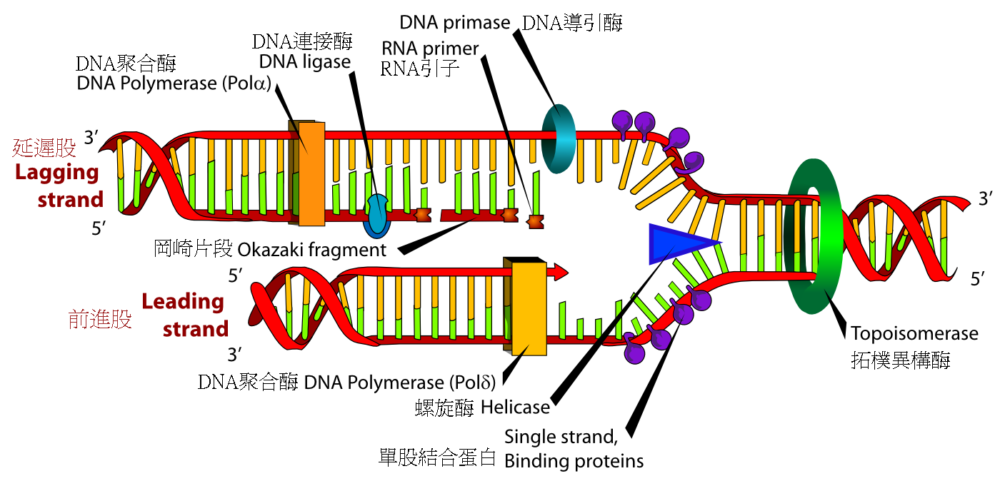 DNA primase DNA導引酶
DNA連接酶
DNA ligase
RNA primer
RNA引子
DNA聚合酶
DNA Polymerase (Polα)
3’
延遲股
Lagging
strand
5’
3’
5’
岡崎片段 Okazaki fragment
5’
前進股
Leading
strand
3’
Topoisomerase
拓樸異構酶
DNA聚合酶 DNA Polymerase (Polδ)
螺旋酶 Helicase
單股結合蛋白
Single strand,
Binding proteins